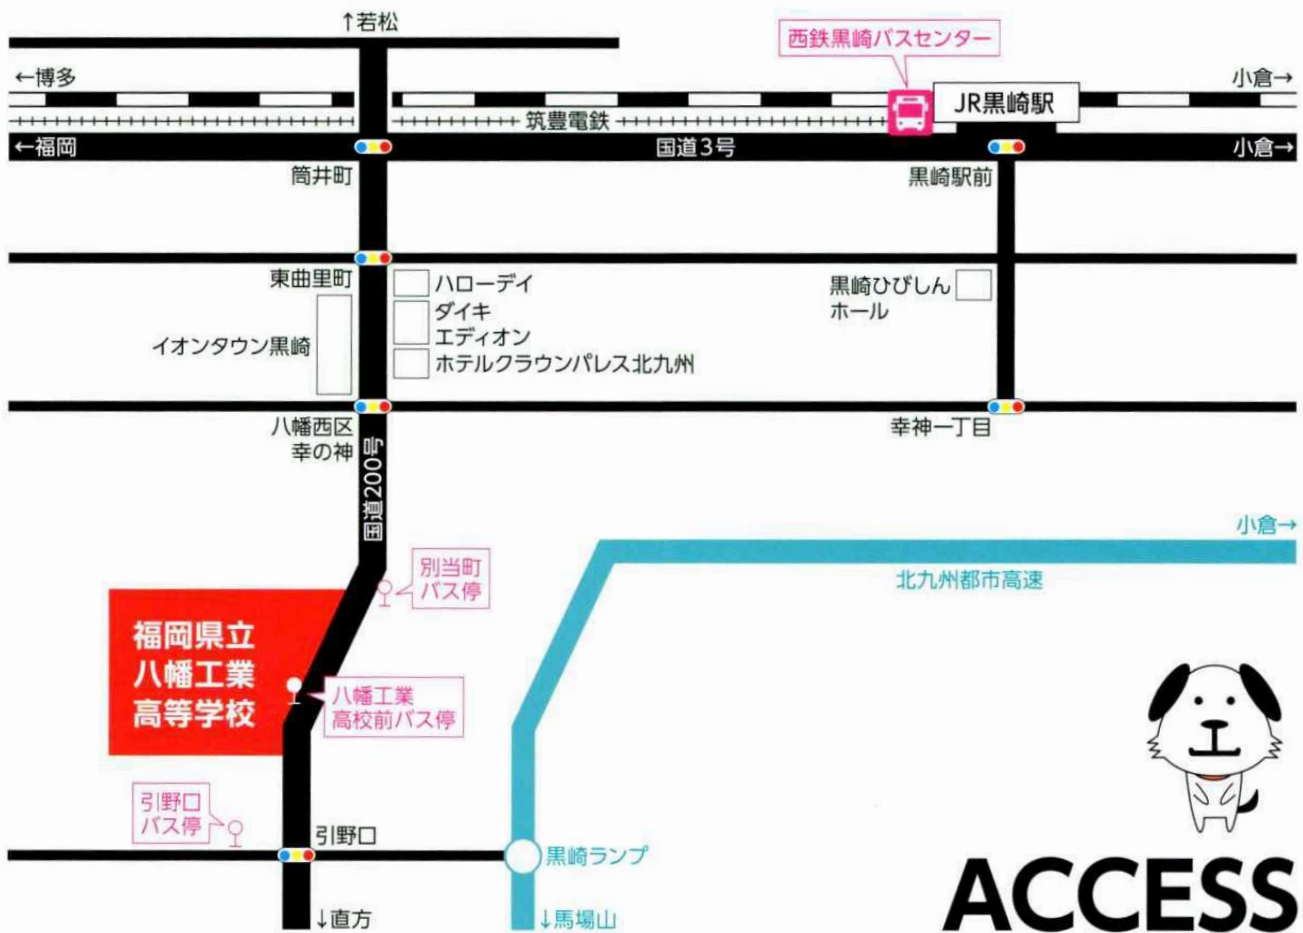 ↑若松
西鉄黒崎バスセンター
←博多
小倉→
JR黒崎駅
筑豊電鉄
←福岡
国道3号
小倉→
筒井町
黒崎駅前
東曲里町
ハローデイ
黒崎ひびしん
ホール
ダイキ
エディオン
イオンタウン黒崎
ホテルクラウンパレス北九州
八幡西区
幸の神
幸神一丁目
国道200号
小倉→
別当町
バス停
北九州都市高速
福岡県立
八幡工業
高等学校
八幡工業
高校前バス停
引野口
バス停
引野口
黒崎ランプ
↓直方
↓馬場山
ACCESS